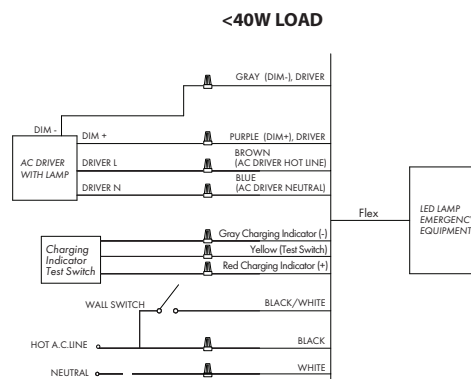 <40W LOAD
GRAY (DIM-), DRIVER
DIM -
DIM +
PURPLE (DIM+), DRIVER
AC DRIVER
WITH LAMP
DRIVER L
BROWN
(AC DRIVER HOT LINE)
DRIVER N
BLUE
(AC DRIVER NEUTRAL)
Flex
LED LAMP
EMERGENCY
EQUIPMENT
Charging
Indicator
Test Switch
Gray Charging Indicator (-)
Yellow (Test Switch)
Red Charging Indicator (+)
WALL SWITCH
BLACK/WHITE
HOT A.C.LINE
BLACK
NEUTRAL
WHITE